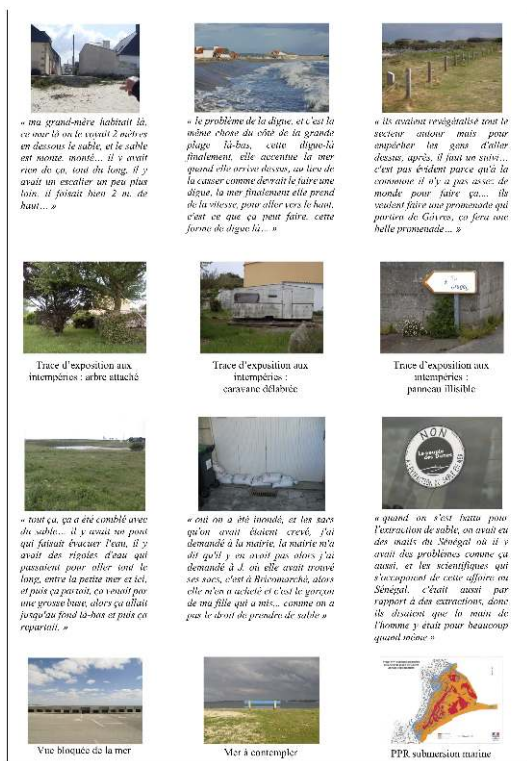 « ma grand-mère habitait là,
ce mur là on le voyait 2 mètres
en dessous le sable, et le sable
est monté, monté… il y avait
rien de ça, tout du long, il y
avait un escalier un peu plus
loin, il faisait bien 2 m. de
haut… »
« le problème de la digue, et c'est la
même chose du côté de la grande
plage là-bas, cette digue-là
finalement, elle accentue la mer
quand elle arrive dessus, au lieu de
la casser comme devrait le faire une
digue, la mer finalement elle prend
de la vitesse, pour aller vers le haut,
c'est ce que ça peut faire, cette
forme de digue là… »
« ils avaient revégétalisé tout le
secteur autour mais pour
empêcher les gens d'aller
dessus, après, il faut un suivi…
c'est pas évident parce qu'à la
commune il n'y a pas assez de
monde pour faire ça… ils
veulent faire une promenade qui
partira de Gâvres, ça fera une
belle promenade… »
Trace d'exposition aux
intempéries : arbre attaché
Trace d'exposition aux
intempéries :
caravane délabrée
Trace d'exposition aux
intempéries :
panneau illisible
NON
Le peuple
des Dunes
« tout ça, ça a été comblé avec
du sable… il y avait un pont
qui faisait évacuer l'eau, il y
avait des rigoles d'eau qui
passaient pour aller tout le
long, entre la petite mer et ici,
et puis ça partait, ça venait par
une grosse buse, alors ça allait
jusqu'au fond là-bas et puis ça
repartait. »
« oui on a été inondé, et les sacs
qu'on avait étaient crevé, j'ai
demandé à la mairie, la mairie m'a
dit qu'il y en avait pas alors j'ai
demandé à J. où elle avait trouvé
ses sacs, c'est à Bricomarché, alors
elle m'en a acheté et c'est le garçon
de ma fille qui a mis... comme on a
pas le droit de prendre de sable »
« quand on s'est battu pour
l'extraction de sable, on avait eu
des mails du Sénégal où il y
avait des problèmes comme ça
aussi, et les scientifiques qui
s'occupaient de cette affaire au
Sénégal, c'était aussi par
rapport à des extractions, donc
ils disaient que la main de
l'homme y était pour beaucoup
quand même »
Vue bloquée de la mer
Mer à contempler
PPR submersion marine